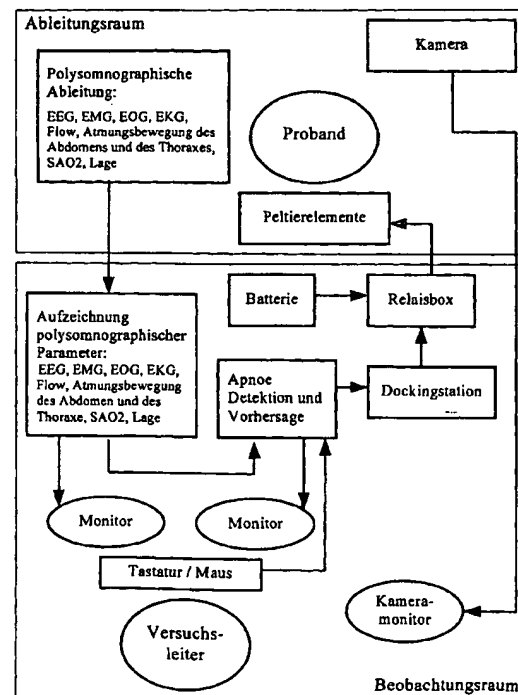 Ableitungsraum
Kamera
Polysomnographische
Ableitung:
EEG, EMG, EOG, EKG,
Flow, Atmungsbewegung des
Abdomens und des Thoraxes,
SAO2, Lage
Proband
Peltierelemente
Batterie
Relaisbox
Aufzeichnung
polysomnographischer
Parameter:
EEG, EMG, EOG, EKG,
Flow, Atmungsbewegung
des Abdomen und des
Thoraxe, SAO2, Lage
Apnoe
Detektion und
Vorhersage
Dockingstation
Monitor
Monitor
Tastatur / Maus
Kamera-
monitor
Versuchs-
leiter
Beobachtungsraum